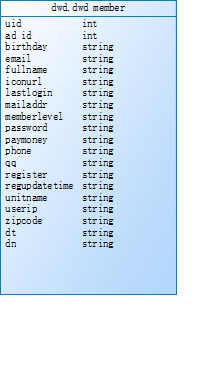 dwd.dwd member
uid int
ad id int
birthday string
email string
fullname string
iconurl string
lastlogin string
mailaddr string
memberlevel string
password string
paymoney string
phone string
qq string
register string
regupdatetime string
unitname string
userip string
zipcode string
dt string
dn string